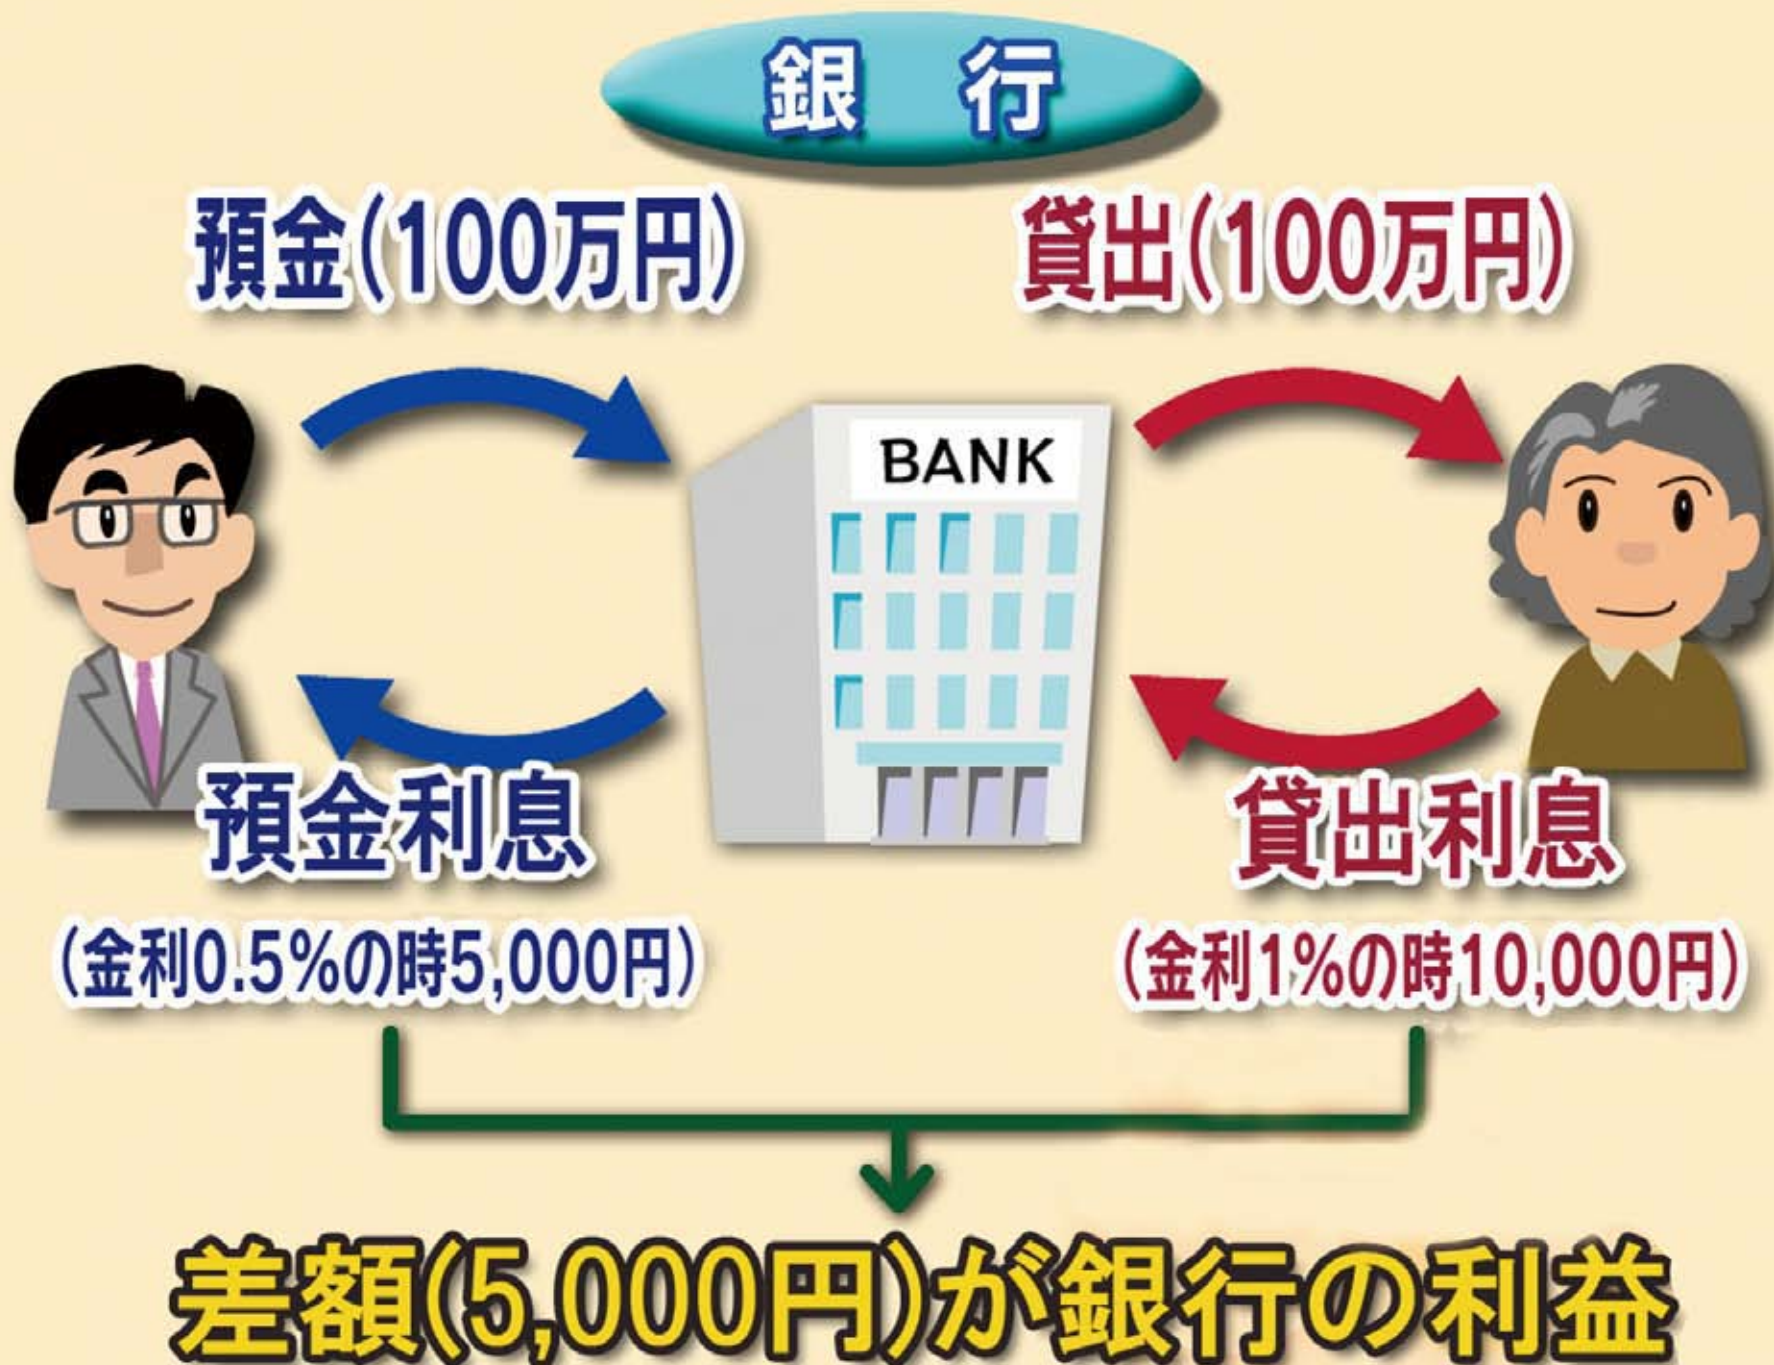 銀 行
預金(100万円)
貸出(100万円)
BANK
預金利息
(金利0.5%の時5,000円)
貸出利息
(金利1%の時10,000円)
差額(5,000円)が銀行の利益